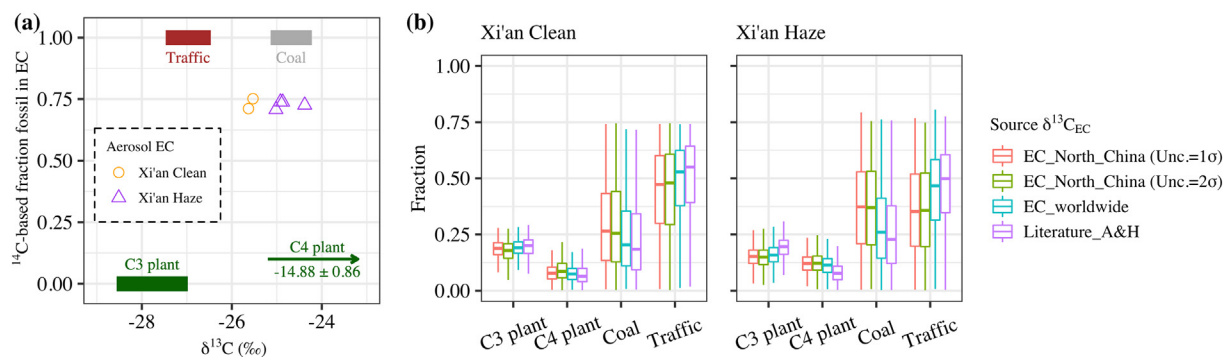 (a)
¹⁴C-based fraction fossil in EC
1.00
0.75
0.50
0.25
0.00
Traffic
Coal
Aerosol EC
Xi'an Clean
Xi'an Haze
C3 plant
C4 plant
-14.88 ± 0.86
-28
-26
-24
δ¹³C (‰)
(b)
Fraction
1.00
0.75
0.50
0.25
0.00
Xi'an Clean
C3 plant
C4 plant
Coal
Traffic
Xi'an Haze
C3 plant
C4 plant
Coal
Traffic
Source δ¹³C_EC
EC_North_China (Unc.=1σ)
EC_North_China (Unc.=2σ)
EC_worldwide
Literature_A&H